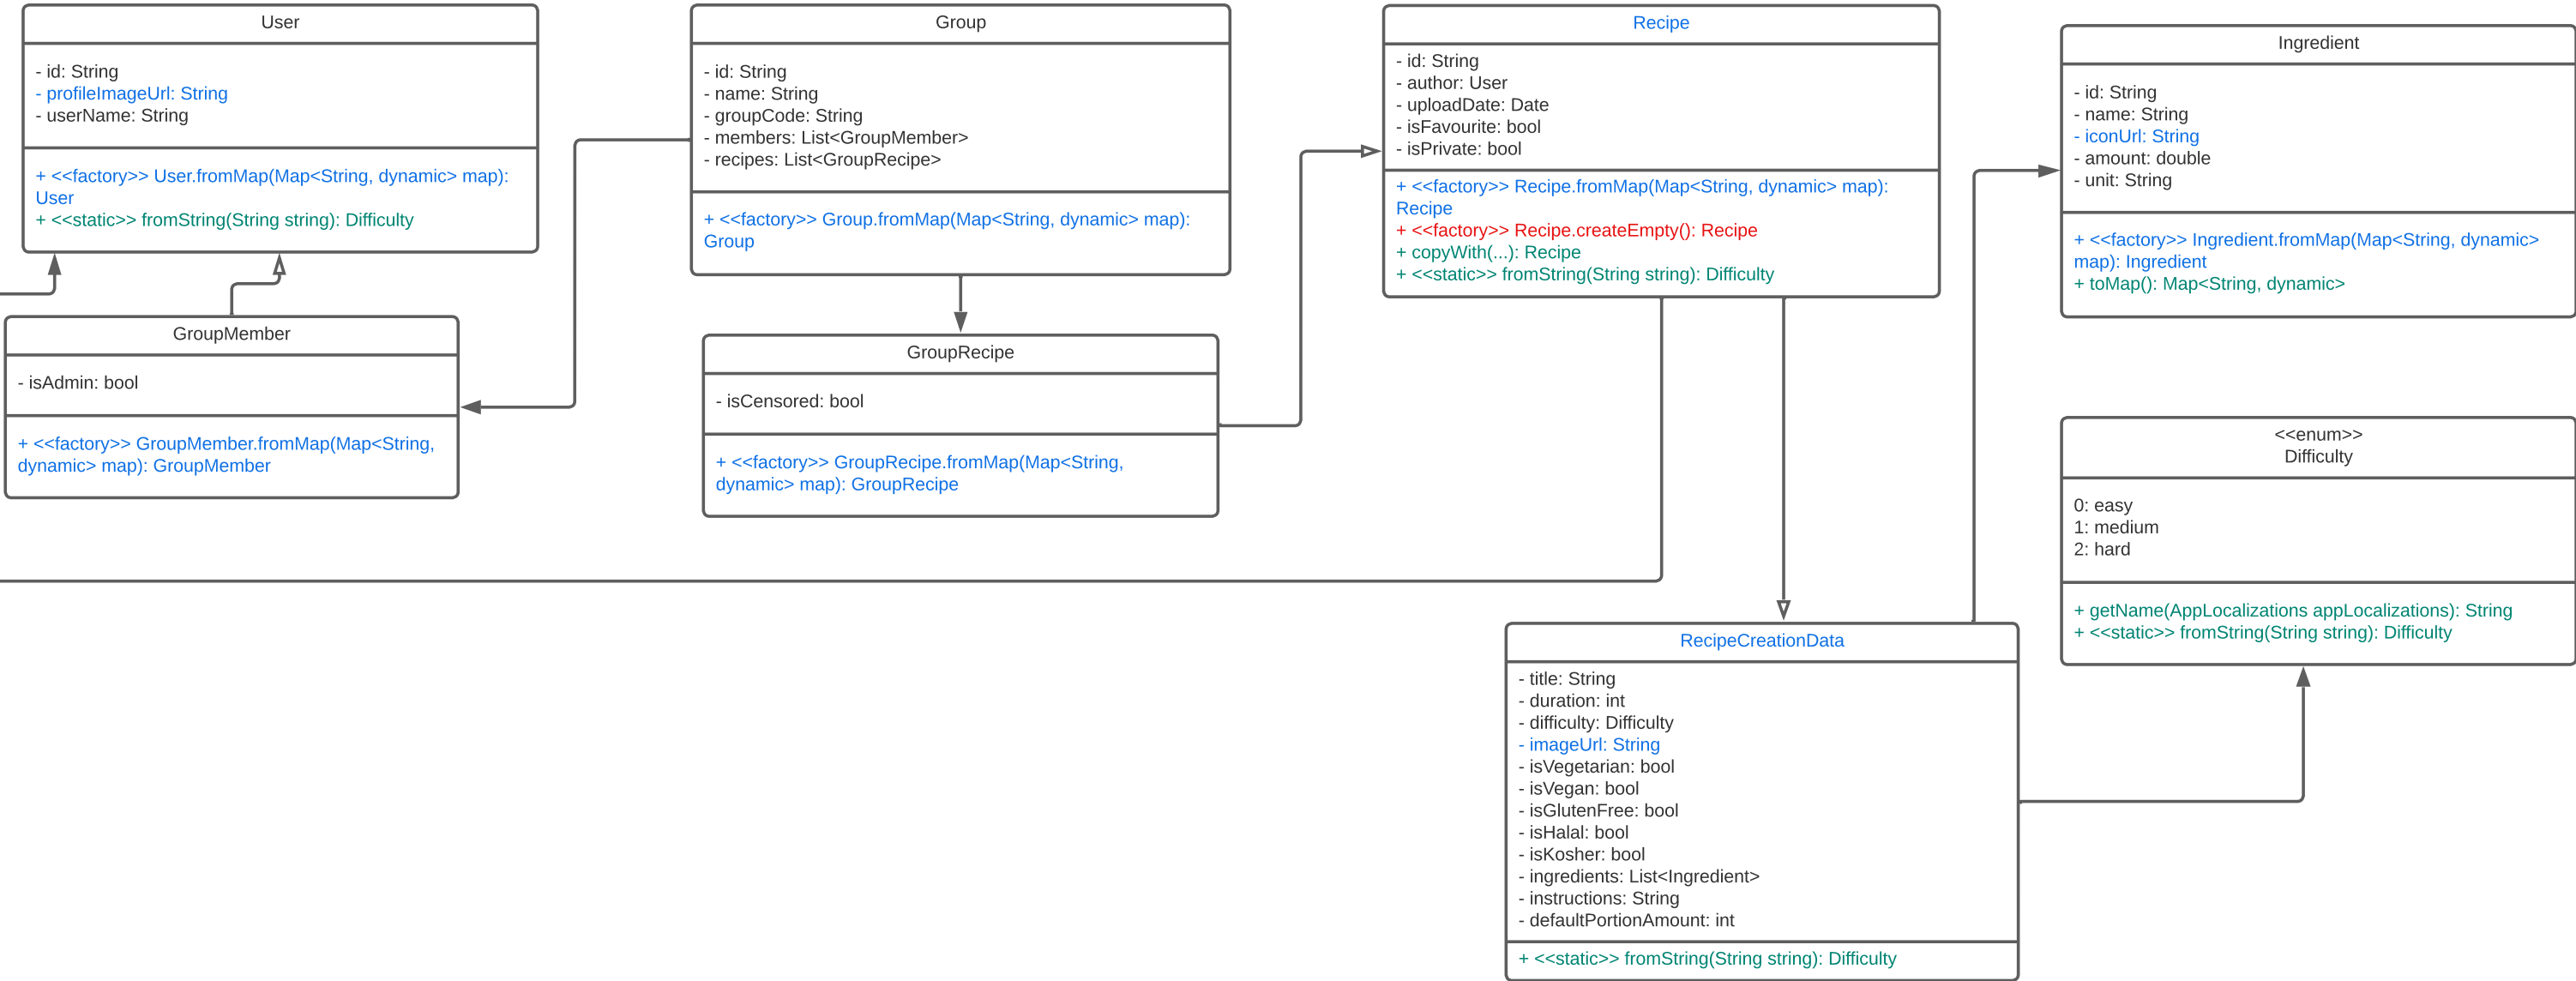 User
- id: String
- profileImageUrl: String
- userName: String
+ <<factory>> User.fromMap(Map<String, dynamic> map):
User
+ <<static>> fromString(String string): Difficulty
GroupMember
- isAdmin: bool
+ <<factory>> GroupMember.fromMap(Map<String,
dynamic> map): GroupMember
Group
- id: String
- name: String
- groupCode: String
- members: List<GroupMember>
- recipes: List<GroupRecipe>
+ <<factory>> Group.fromMap(Map<String, dynamic> map):
Group
GroupRecipe
- isCensored: bool
+ <<factory>> GroupRecipe.fromMap(Map<String,
dynamic> map): GroupRecipe
Recipe
- id: String
- author: User
- uploadDate: Date
- isFavourite: bool
- isPrivate: bool
+ <<factory>> Recipe.fromMap(Map<String, dynamic> map):
Recipe
+ <<factory>> Recipe.createEmpty(): Recipe
+ copyWith(...): Recipe
+ <<static>> fromString(String string): Difficulty
RecipeCreationData
- title: String
- duration: int
- difficulty: Difficulty
- imageUrl: String
- isVegetarian: bool
- isVegan: bool
- isGlutenFree: bool
- isHalal: bool
- isKosher: bool
- ingredients: List<Ingredient>
- instructions: String
- defaultPortionAmount: int
+ <<static>> fromString(String string): Difficulty
Ingredient
- id: String
- name: String
- iconUrl: String
- amount: double
- unit: String
+ <<factory>> Ingredient.fromMap(Map<String, dynamic>
map): Ingredient
+ toMap(): Map<String, dynamic>
<<enum>>
Difficulty
0: easy
1: medium
2: hard
+ getName(AppLocalizations appLocalizations): String
+ <<static>> fromString(String string): Difficulty